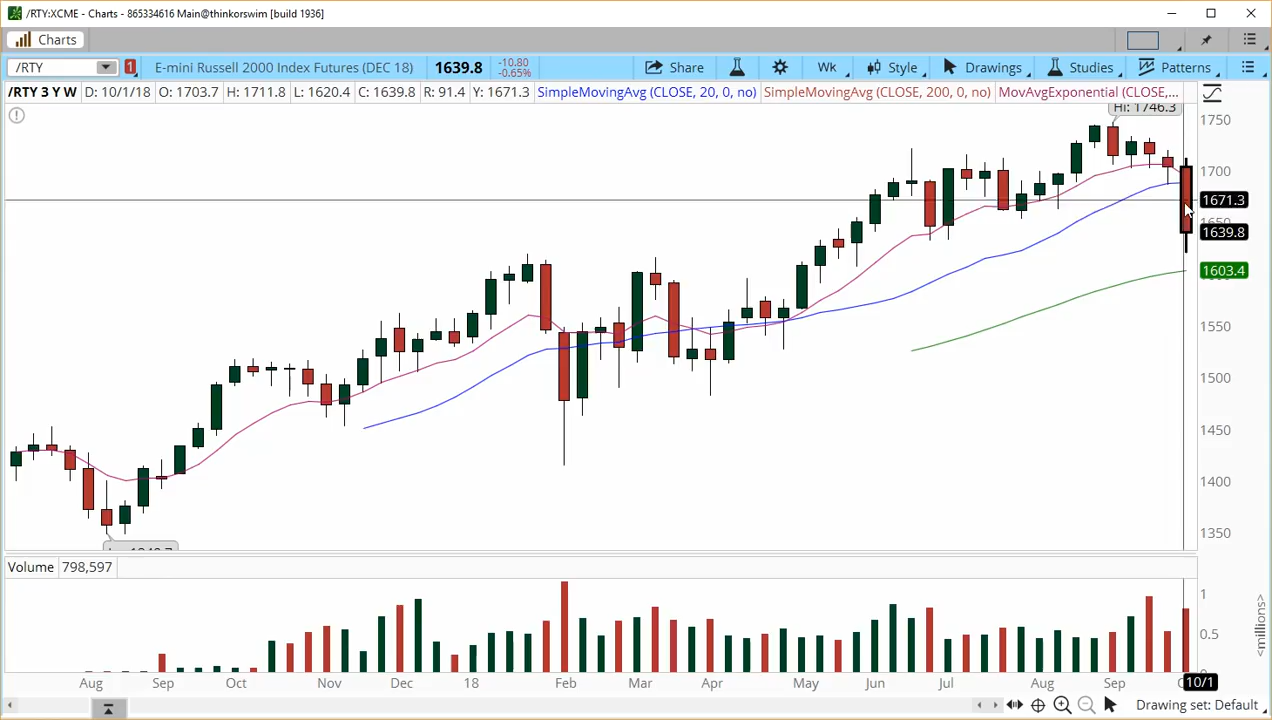 /RTY:XCME - Charts - 865334616 Main@thinkorswim [build 1936]
Charts
/RTY 1 E-mini Russell 2000 Index Futures (DEC 18) 1639.8 -10.80 -0.65% Share Wk Style Drawings Studies Patterns
/RTY 3 Y W D: 10/1/18 O: 1703.7 H: 1711.8 L: 1620.4 C: 1639.8 R: 91.4 Y: 1671.3 SimpleMovingAvg (CLOSE, 20, 0, no) SimpleMovingAvg (CLOSE, 200, 0, no) MovAvgExponential (CLOSE,...
Hi: 1746.3
1750
1700
1671.3
1639.8
1603.4
1550
1500
1450
1400
1350
Volume 798,597
1
0.5
<millions>
Aug Sep Oct Nov Dec 18 Feb Mar Apr May Jun Jul Aug Sep 10/1
Drawing set: Default